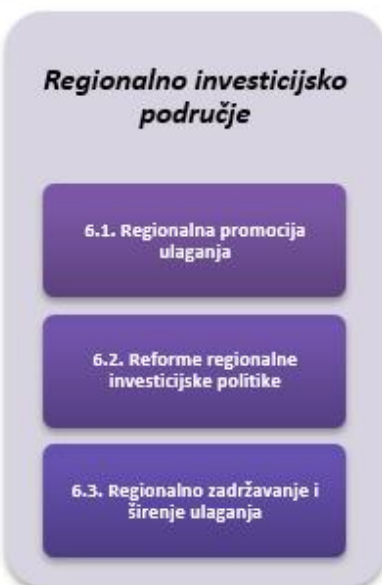 Regionalno investicijsko
područje
6.1. Regionalna promocija
ulaganja
6.2. Reforme regionalne
investicijske politike
6.3. Regionalno zadržavanje i
širenje ulaganja